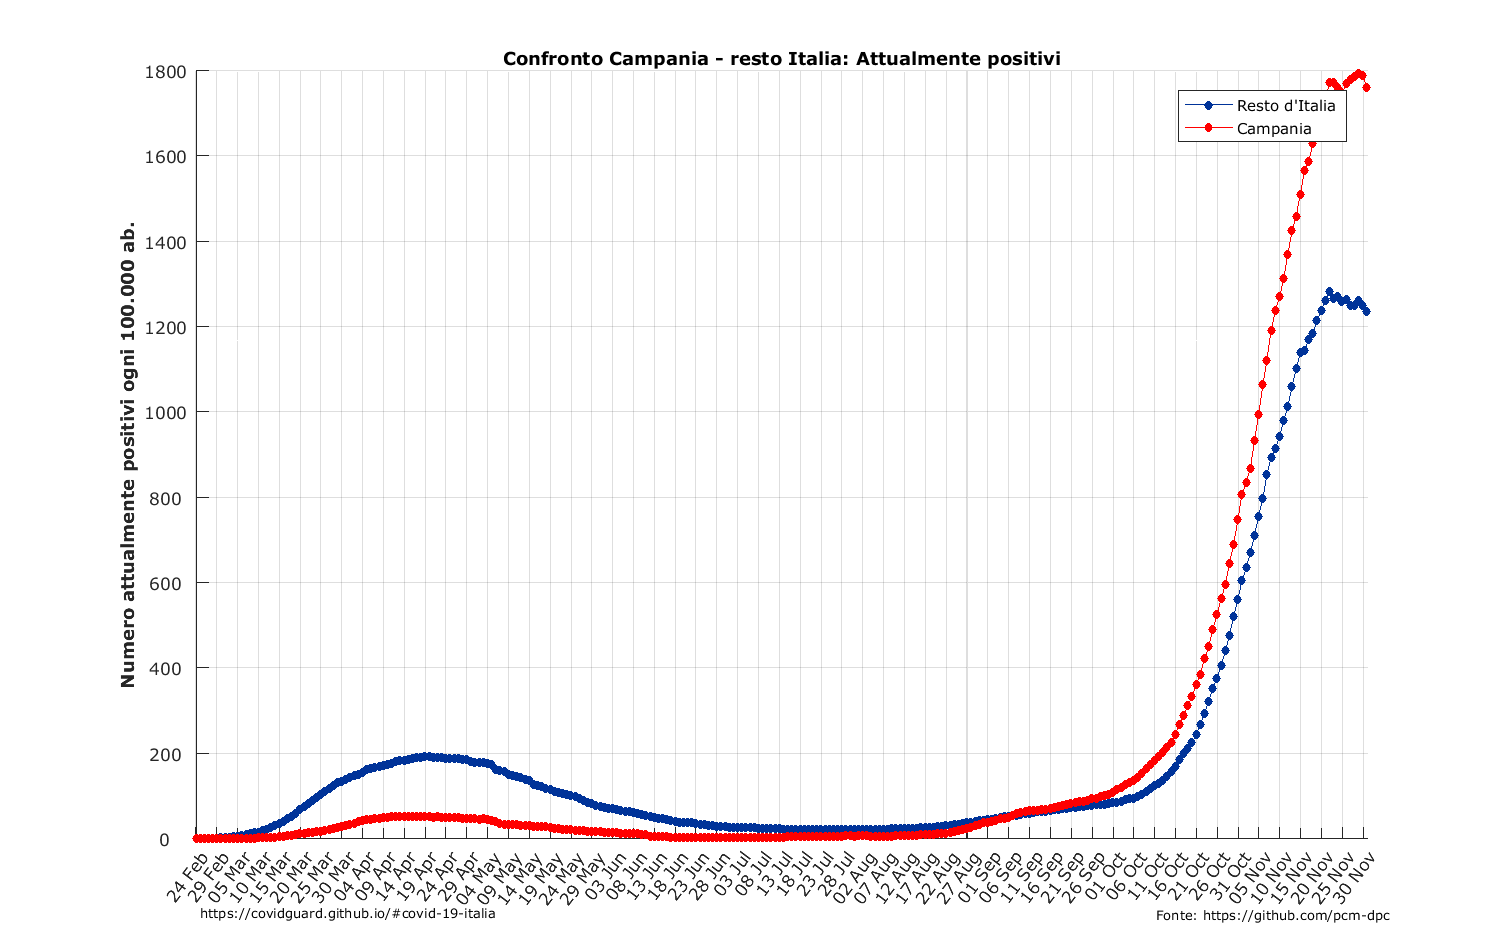 Confronto Campania - resto Italia: Attualmente positivi
Numero attualmente positivi ogni 100.000 ab.
1800
1600
1400
1200
1000
800
600
400
200
0
Resto d'Italia
Campania
24 Feb
29 Feb
05 Mar
10 Mar
15 Mar
20 Mar
25 Mar
30 Mar
04 Apr
09 Apr
14 Apr
19 Apr
24 Apr
29 Apr
04 May
09 May
14 May
19 May
24 May
29 May
03 Jun
08 Jun
13 Jun
18 Jun
23 Jun
28 Jun
03 Jul
08 Jul
13 Jul
18 Jul
23 Jul
28 Jul
02 Aug
07 Aug
12 Aug
17 Aug
22 Aug
27 Aug
01 Sep
06 Sep
11 Sep
16 Sep
21 Sep
26 Sep
01 Oct
06 Oct
11 Oct
16 Oct
21 Oct
26 Oct
31 Oct
05 Nov
10 Nov
15 Nov
20 Nov
25 Nov
30 Nov
https://covidguard.github.io/#covid-19-italia
Fonte: https://github.com/pcm-dpc